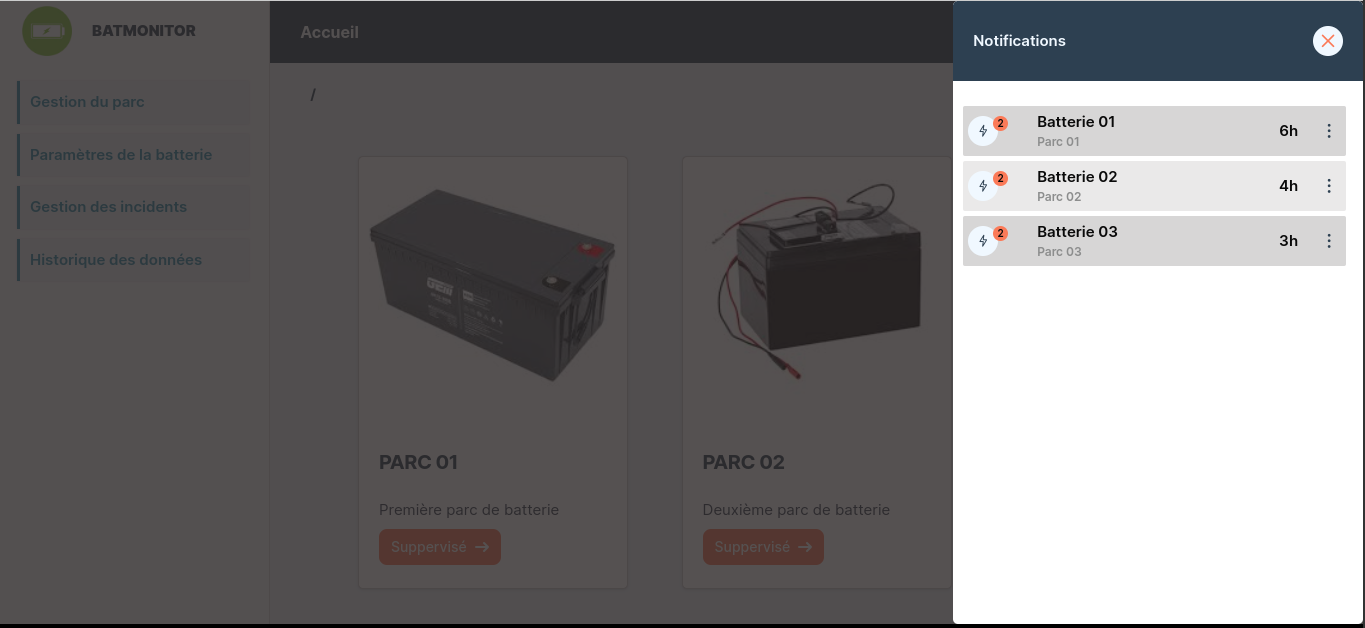 BATMONITOR
Gestion du parc
Paramètres de la batterie
Gestion des incidents
Historique des données
Accueil
/
PARC 01
Première parc de batterie
Suppervisé →
PARC 02
Deuxième parc de batterie
Suppervisé →
Notifications
2
Batterie 01
Parc 01
6h
2
Batterie 02
Parc 02
4h
2
Batterie 03
Parc 03
3h